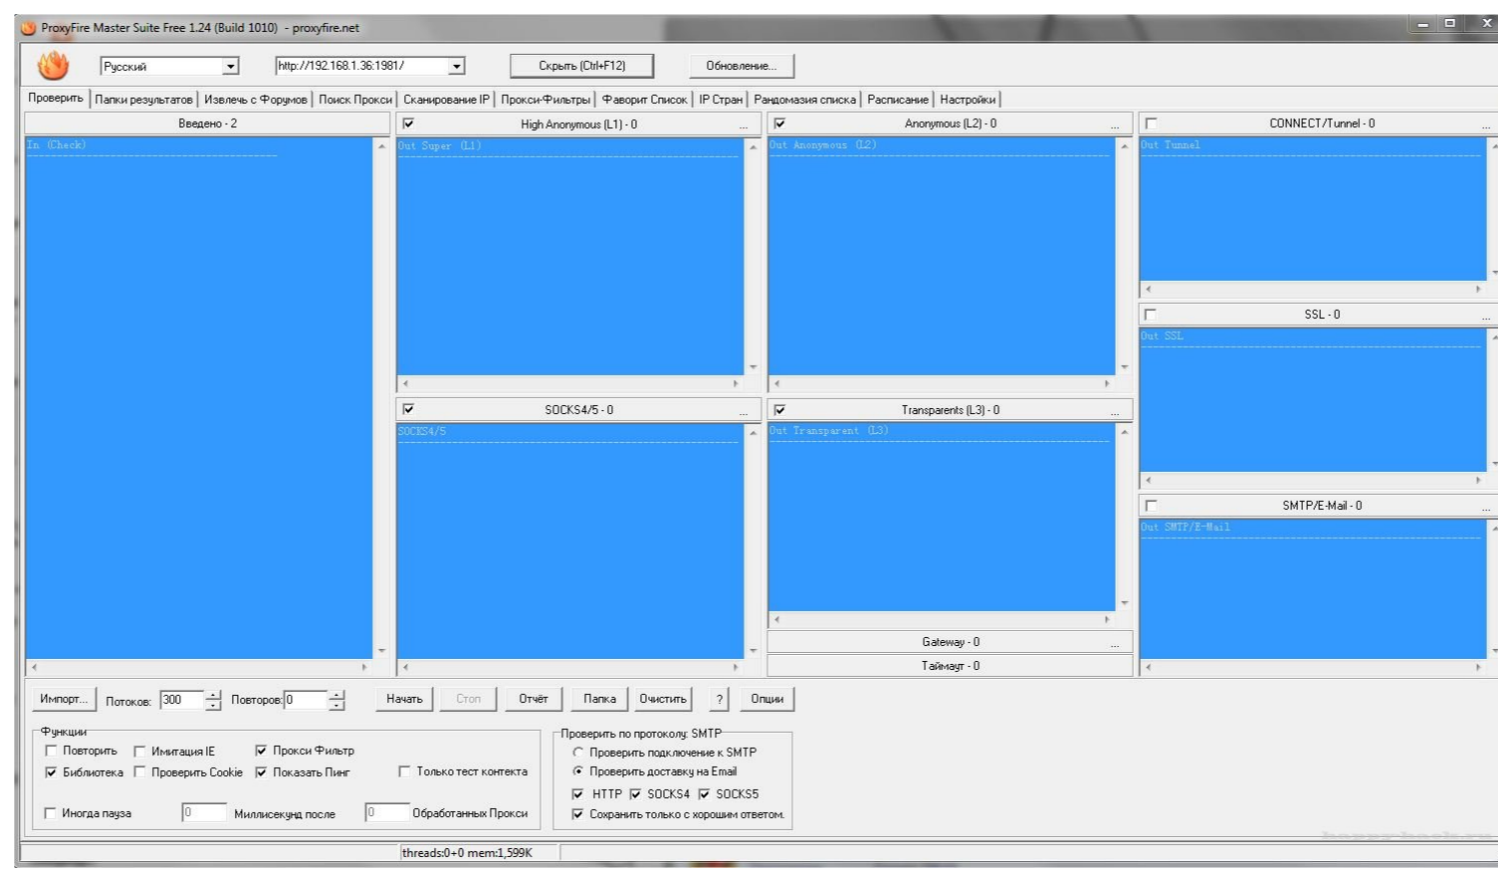 ProxyFire Master Suite Free 1.24 (Build 1010) - proxyfire.net
Русский http://192.168.1.36:1981/ Скрыть (Ctrl+F12) Обновление...
Проверить Папки результатов Извлечь с Форумов Поиск Прокси Сканирование IP Прокси-Фильтры Фаворит Список IP Стран Рандомазия списка Расписание Настройки
Введено - 2 High Anonymous (L1) - 0 ... Anonymous (L2) - 0 ... CONNECT/Tunnel - 0 ...
In (Check) Out Super (L1) Out Anonymous (L2) Out Tunnel
SSL - 0 ...
Out SSL
SOCKS4/5 - 0 ... Transparents (L3) - 0 ...
SOCKS4/5 Out Transparent (L3)
SMTP/E-Mail - 0 ...
Out SMTP/E-Mail
Gateway - 0 ...
Таймаут - 0
Импорт... Потоков: 300 Повторов: 0 Начать Стоп Отчёт Папка Очистить ? Опции
Функции Проверить по протоколу: SMTP
Повторить Имитация IE Прокси Фильтр Проверить подключение к SMTP
Библиотека Проверить Cookie Показать Пинг Только тест контекта Проверить доставку на Email
HTTP SOCKS4 SOCKS5
Иногда пауза 0 Миллисекунд после 0 Обработанных Прокси Сохранить только с хорошим ответом.
happy-hack.ru
threads:0+0 mem:1,599K